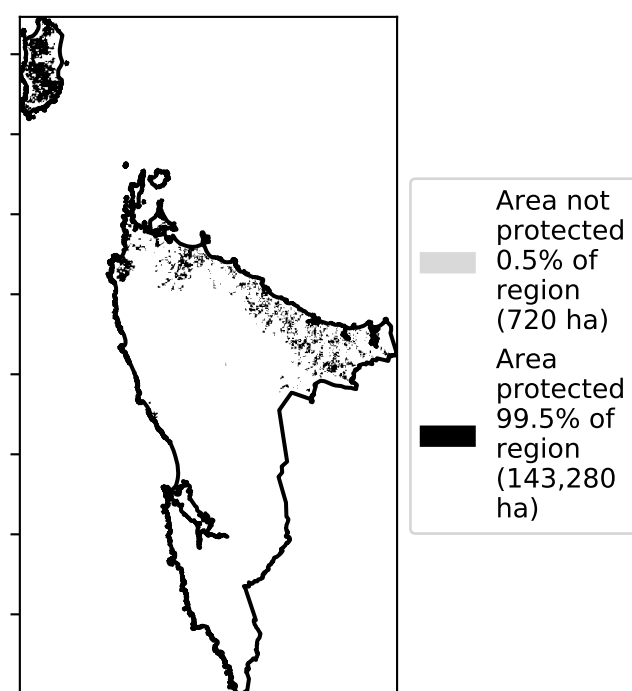 Area not
protected
0.5% of
region
(720 ha)
Area
protected
99.5% of
region
(143,280
ha)